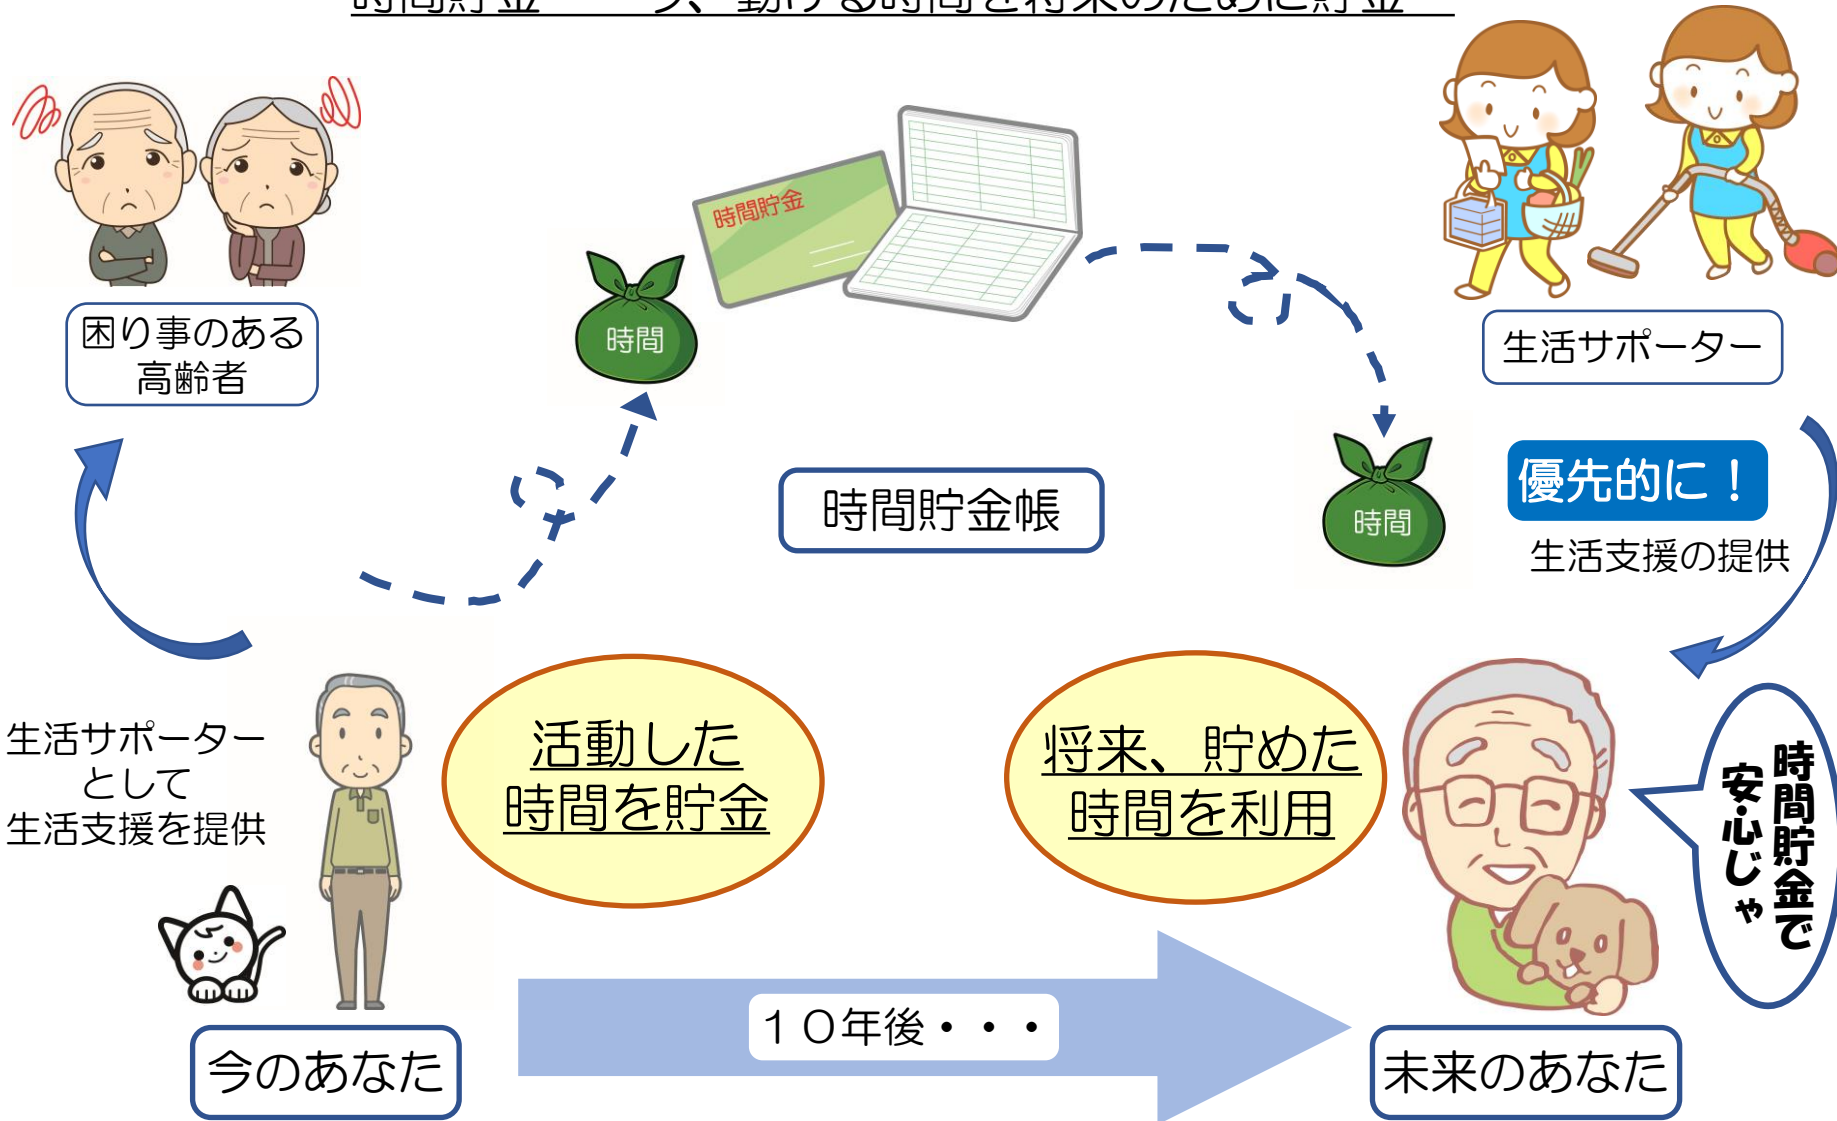 時間貯金
時間貯金
時間
困り事のある
高齢者
生活サポーター
時間貯金帳
優先的に！
時間
生活支援の提供
生活サポーター
として
生活支援を提供
活動した
時間を貯金
将来、貯めた
時間を利用
時間貯金で
安心じゃ
１０年後・・・
今のあなた
未来のあなた